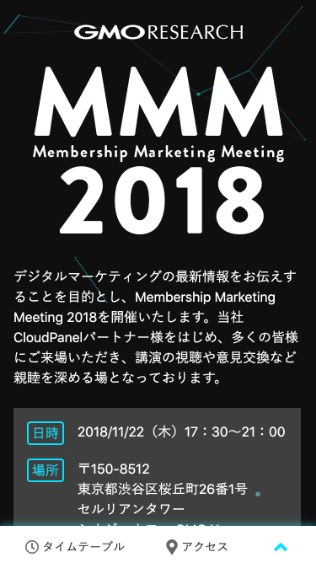 GMO RESEARCH
MMM
Membership Marketing Meeting
2018
デジタルマーケティングの最新情報をお伝えす
ることを目的とし、Membership Marketing
Meeting 2018を開催いたします。当社
CloudPanelパートナー様をはじめ、多くの皆様
にご来場いただき、講演の視聴や意見交換など
親睦を深める場となっております。
日時 2018/11/22（木）17：30〜21：00
場所 〒150-8512
東京都渋谷区桜丘町26番1号
セルリアンタワー
タイムテーブル アクセス